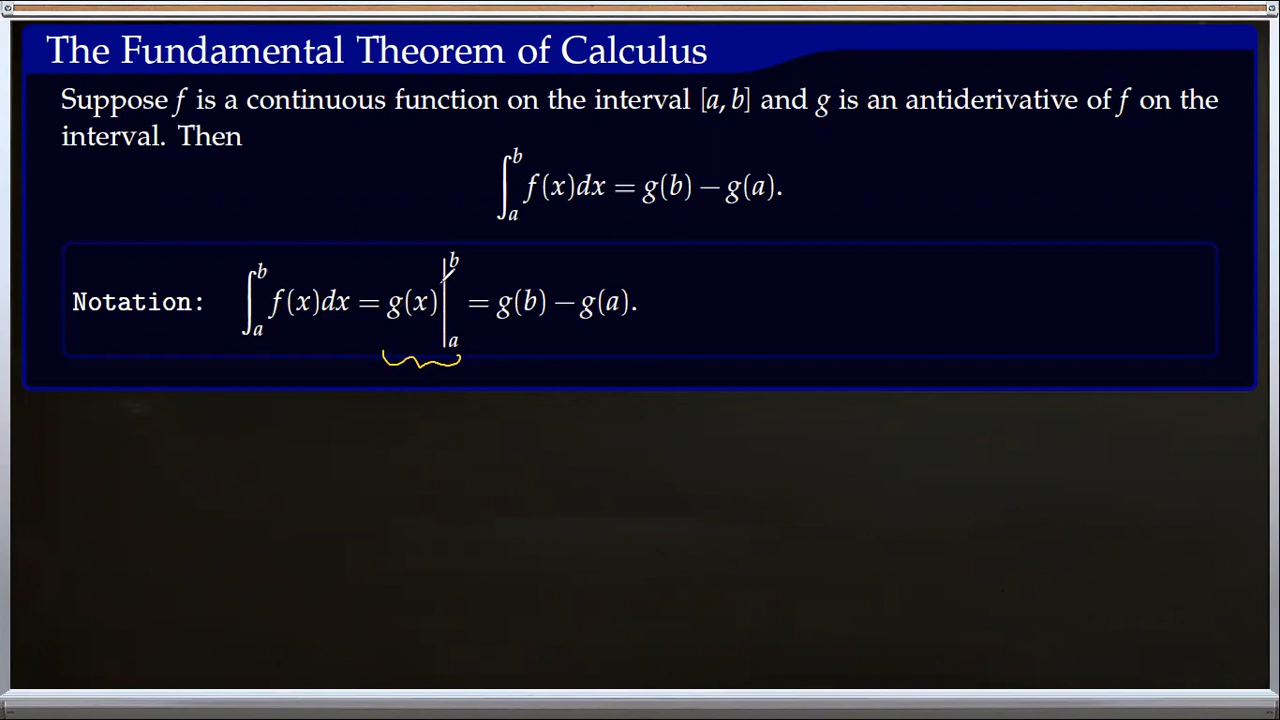 The Fundamental Theorem of Calculus
Suppose f is a continuous function on the interval [a, b] and g is an antiderivative of f on the
interval. Then
∫_a^b f(x)dx = g(b) − g(a).
Notation: ∫_a^b f(x)dx = g(x)|_a^b = g(b) − g(a).